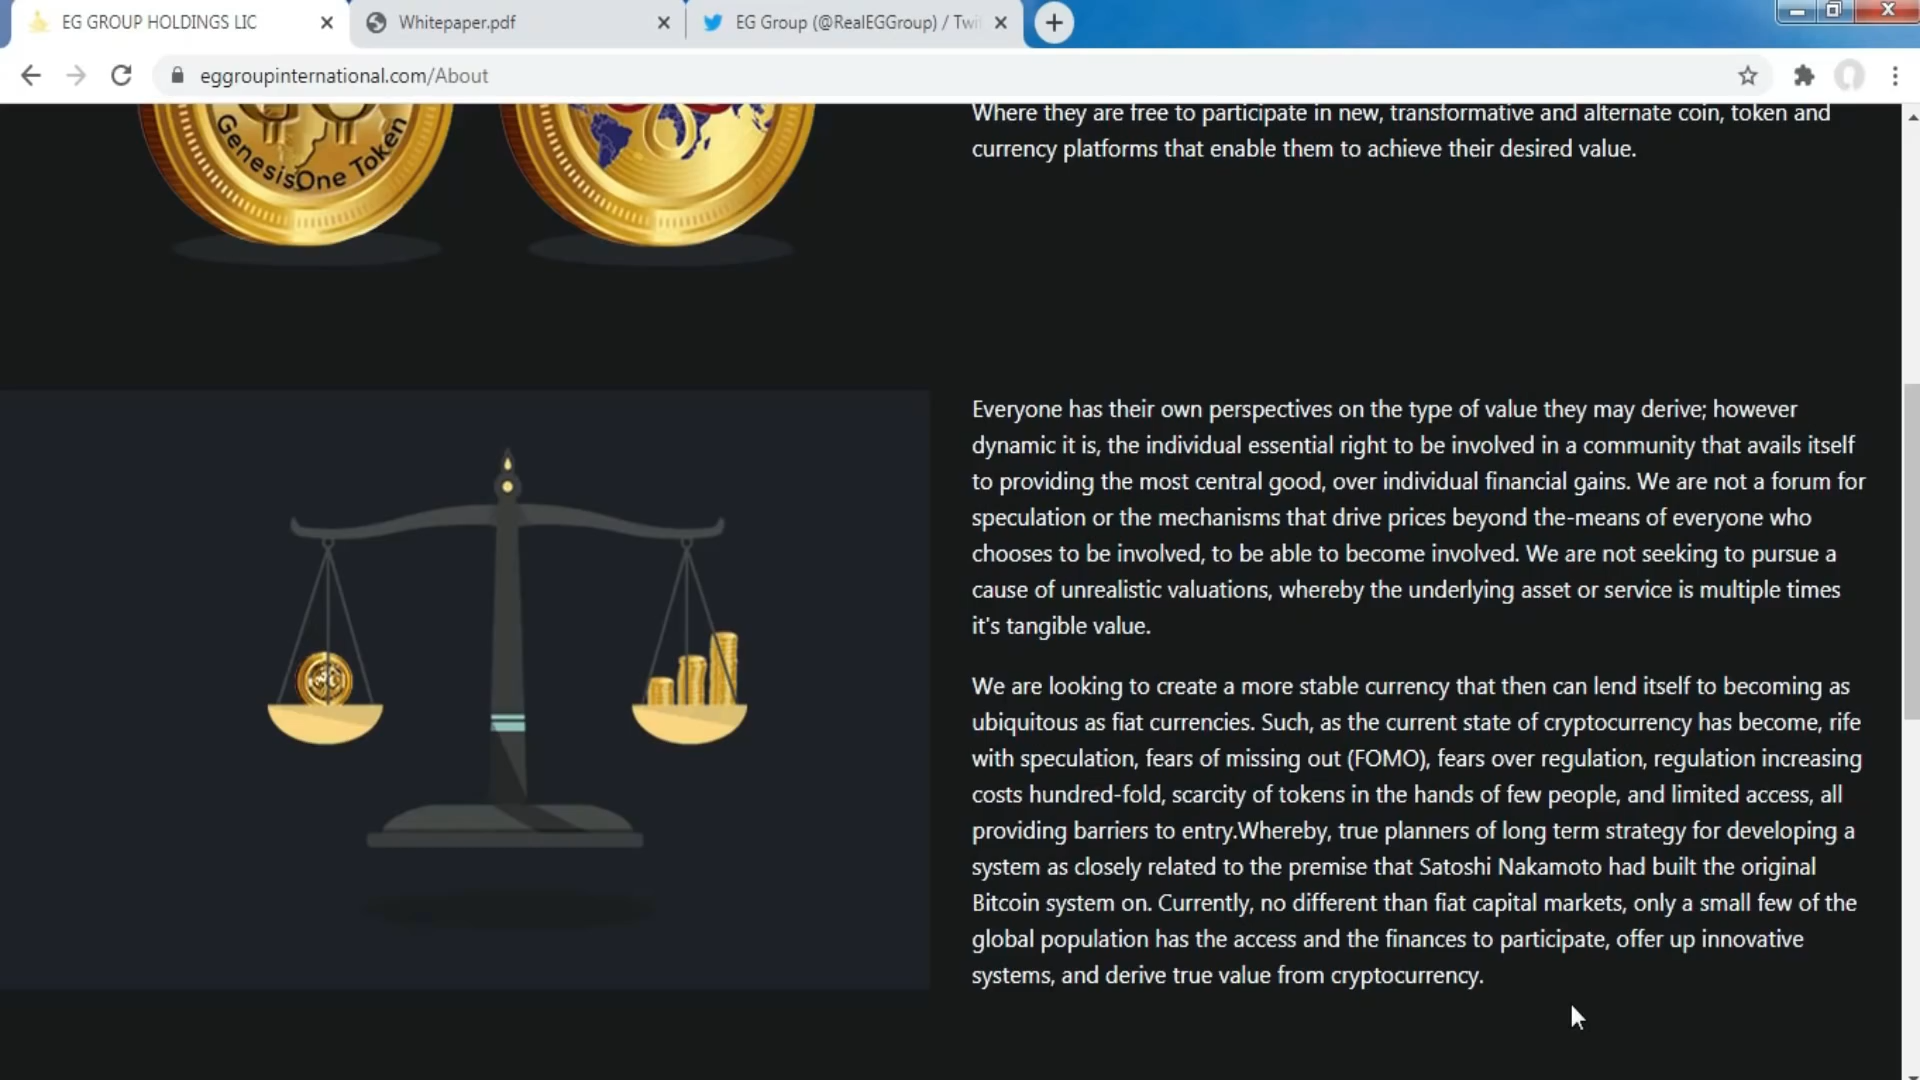 EG GROUP HOLDINGS LIC
Whitepaper.pdf
EG Group (@RealEGGroup) / Twi
eggroupinternational.com/About
GenesisOne Token
Where they are free to participate in new, transformative and alternate coin, token and
currency platforms that enable them to achieve their desired value.
Everyone has their own perspectives on the type of value they may derive; however
dynamic it is, the individual essential right to be involved in a community that avails itself
to providing the most central good, over individual financial gains. We are not a forum for
speculation or the mechanisms that drive prices beyond the-means of everyone who
chooses to be involved, to be able to become involved. We are not seeking to pursue a
cause of unrealistic valuations, whereby the underlying asset or service is multiple times
it's tangible value.
We are looking to create a more stable currency that then can lend itself to becoming as
ubiquitous as fiat currencies. Such, as the current state of cryptocurrency has become, rife
with speculation, fears of missing out (FOMO), fears over regulation, regulation increasing
costs hundred-fold, scarcity of tokens in the hands of few people, and limited access, all
providing barriers to entry.Whereby, true planners of long term strategy for developing a
system as closely related to the premise that Satoshi Nakamoto had built the original
Bitcoin system on. Currently, no different than fiat capital markets, only a small few of the
global population has the access and the finances to participate, offer up innovative
systems, and derive true value from cryptocurrency.